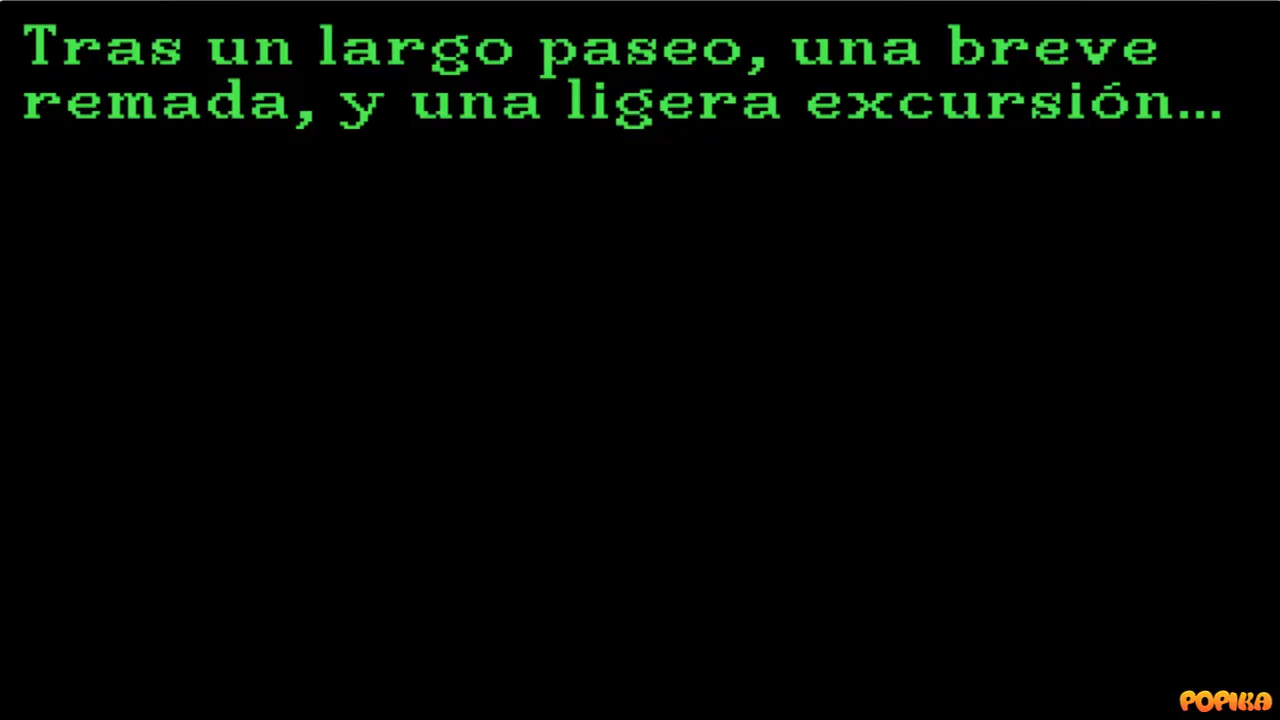 Tras un largo paseo, una breve
remada, y una ligera excursión...
POPIKA